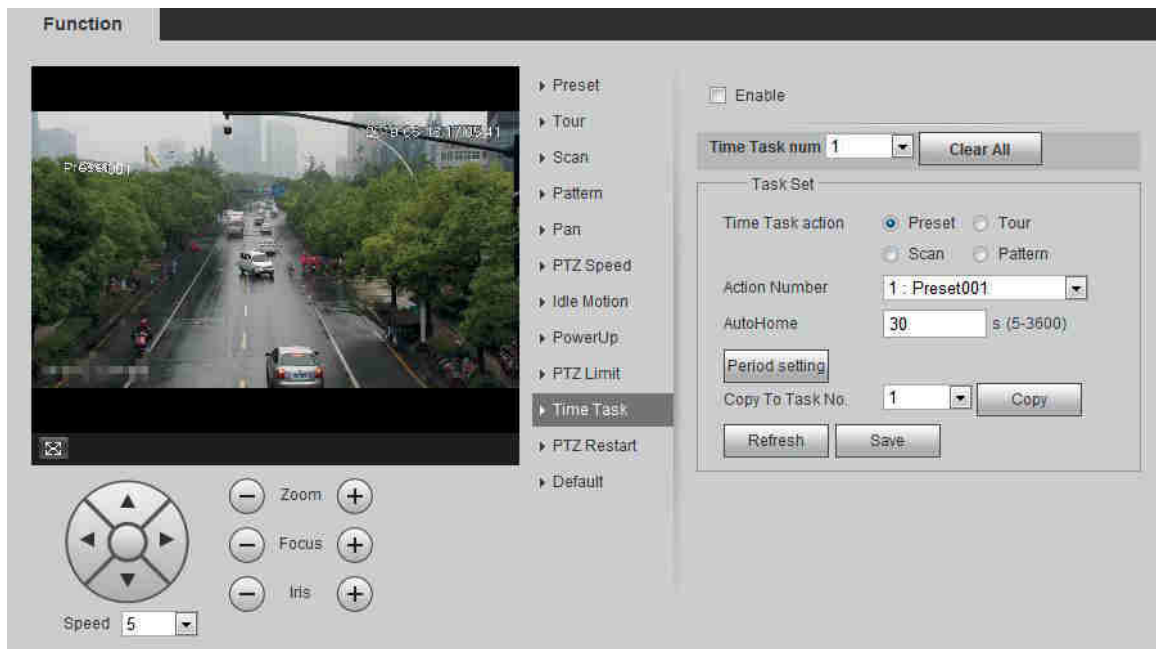 Function
Preset
Tour
Scan
Pattern
Pan
PTZ Speed
Idle Motion
PowerUp
PTZ Limit
Time Task
PTZ Restart
Default
Enable
Time Task num 1 Clear All
Task Set
Time Task action Preset Tour
Scan Pattern
Action Number 1 : Preset001
AutoHome 30 s (5-3600)
Period setting
Copy To Task No. 1 Copy
Refresh Save
Preset001
Zoom
Focus
Iris
Speed 5